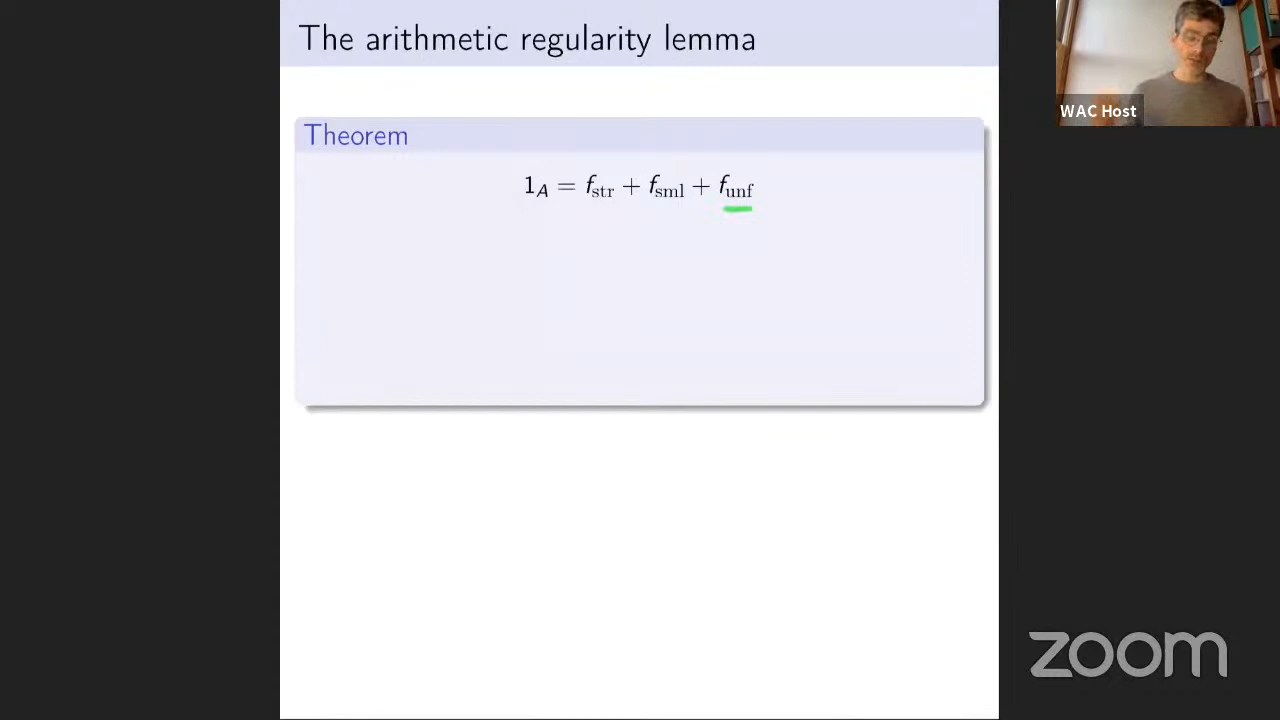 The arithmetic regularity lemma
WAC Host
Theorem
1_A = f_str + f_sml + f_unf
zoom